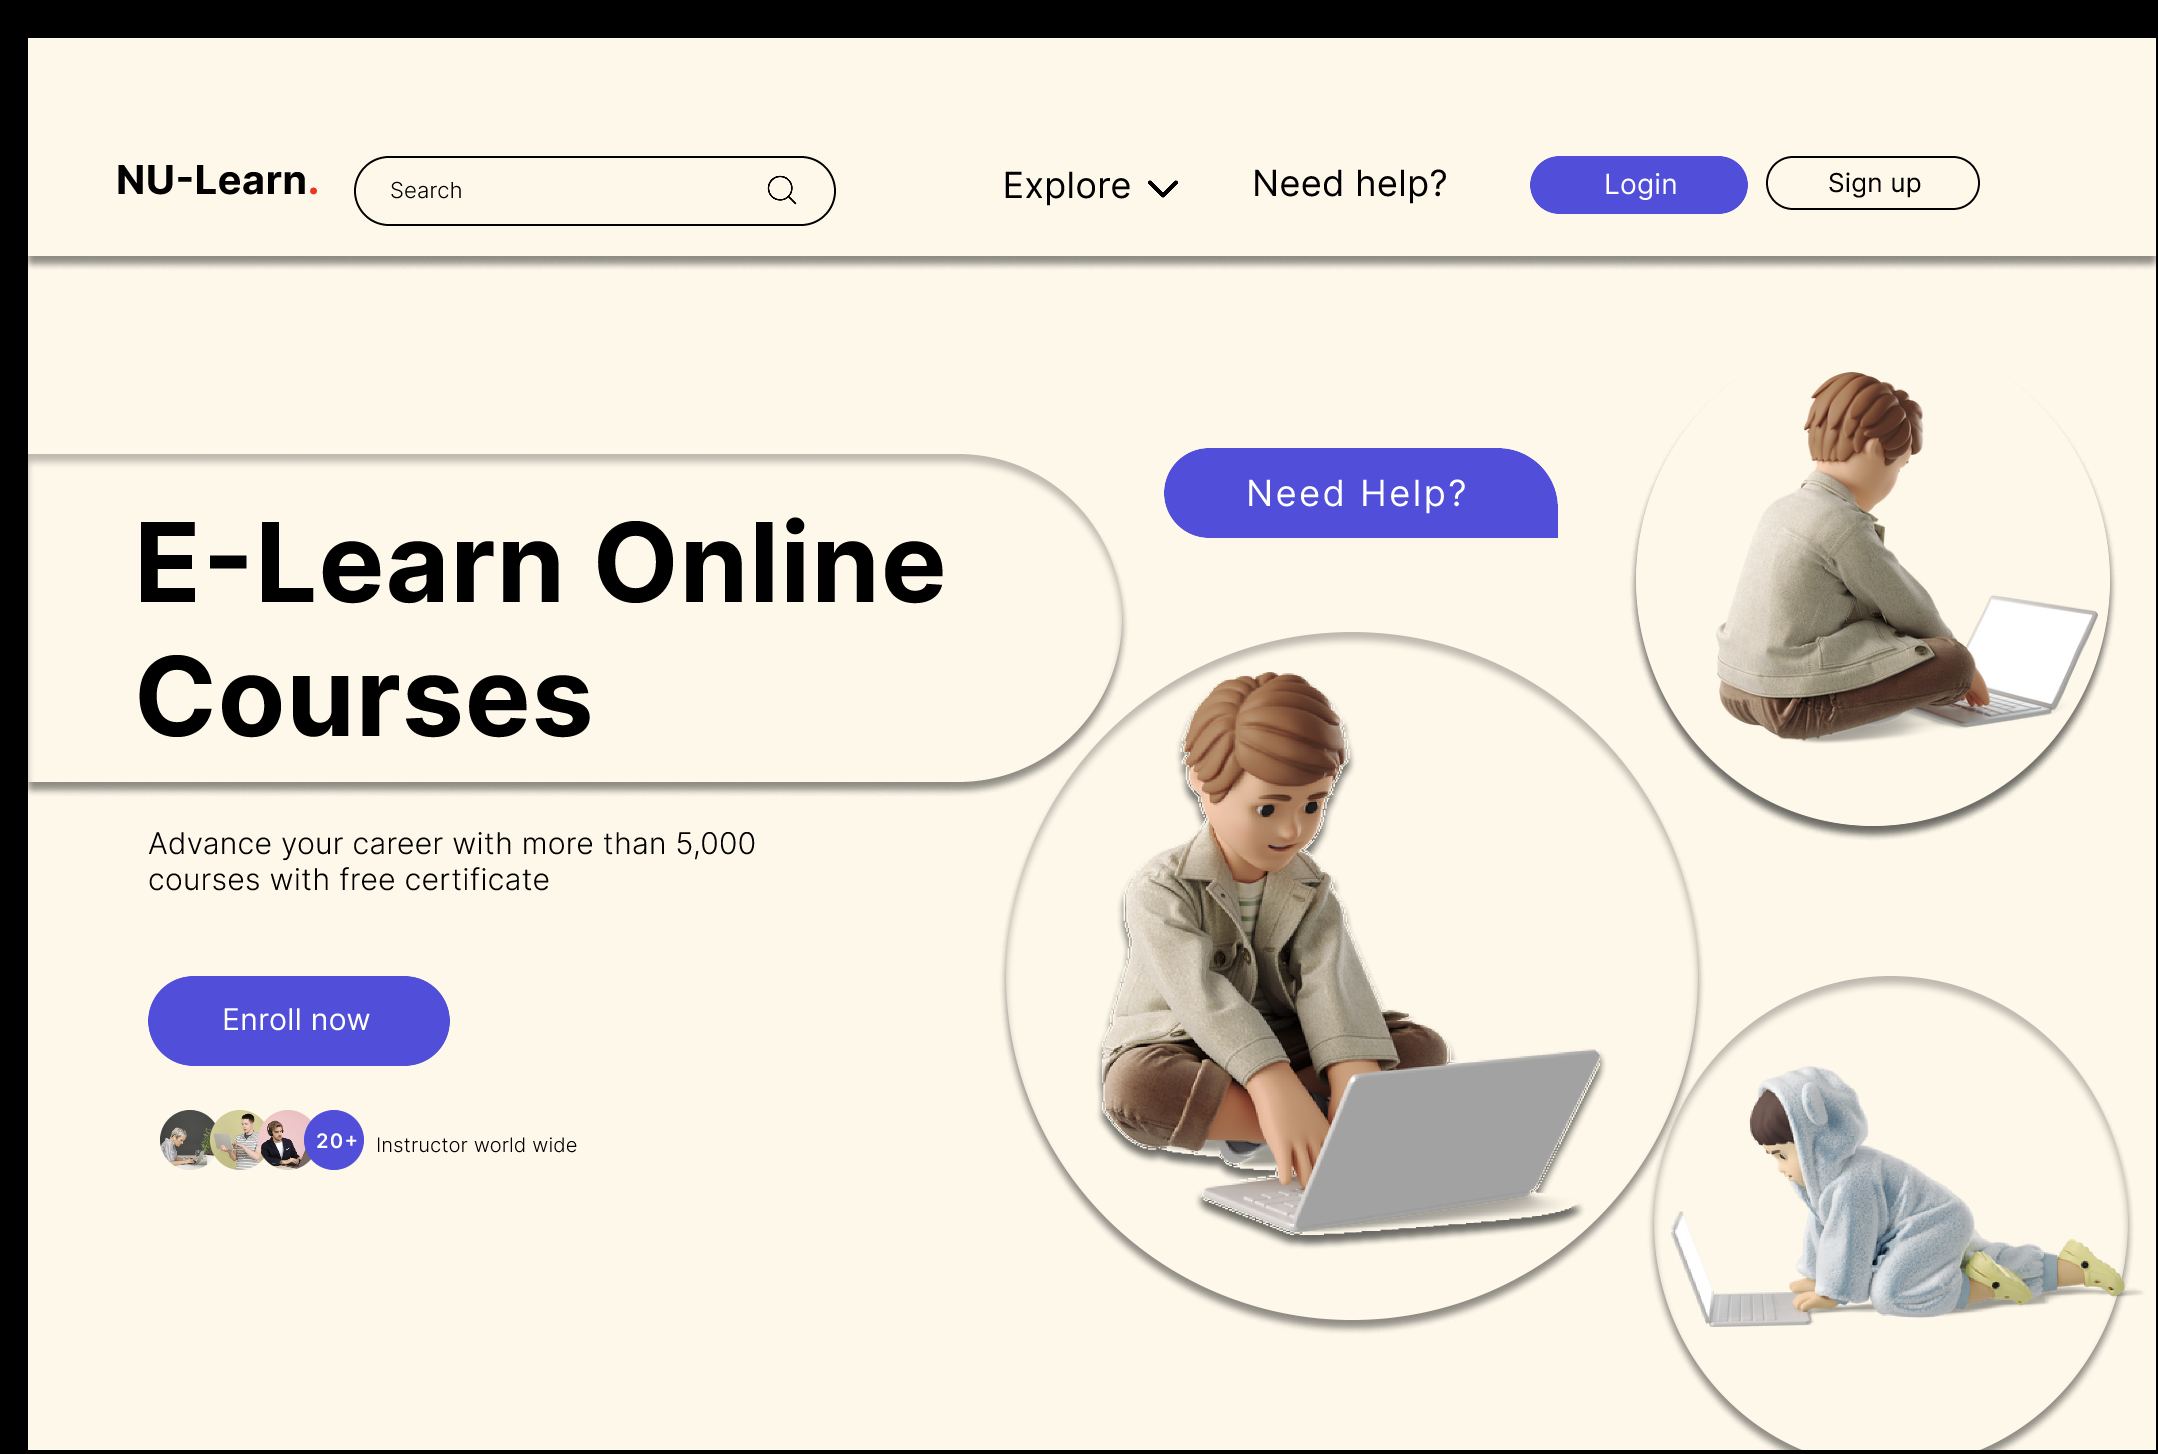 NU-Learn.
Search
Explore
Need help?
Login
Sign up
Need Help?
E-Learn Online
Courses
Advance your career with more than 5,000
courses with free certificate
Enroll now
20+
Instructor world wide